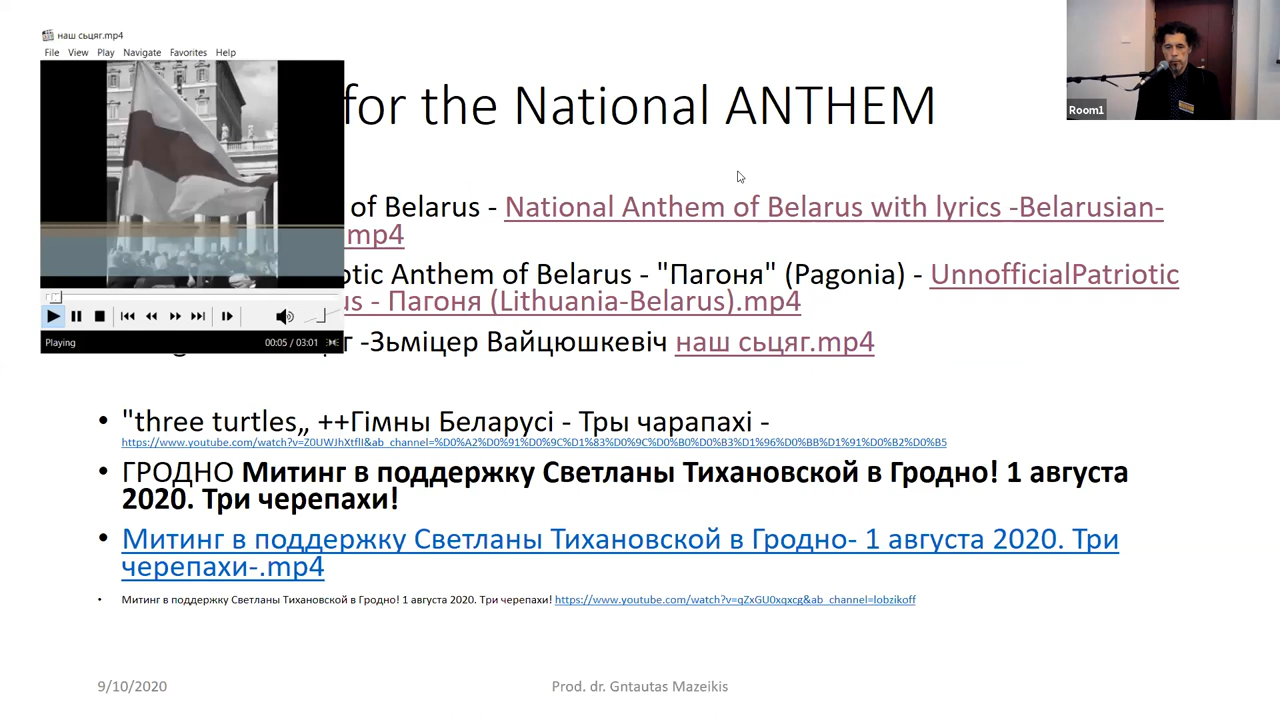 наш сьцяг.mp4
File View Play Navigate Favorites Help
for the National ANTHEM
Room1
of Belarus - National Anthem of Belarus with lyrics -Belarusian-
mp4
otic Anthem of Belarus - "Пагоня" (Pagonia) - UnnofficialPatriotic
us - Пагоня (Lithuania-Belarus).mp4
Playing 00:05 / 03:01
-Зьміцер Вайцюшкевіч наш сьцяг.mp4
• "three turtles„ ++Гімны Беларусі - Тры чарапахі -
https://www.youtube.com/watch?v=Z0UWJhXtflI&ab_channel=%D0%A2%D0%91%D0%9C%D1%83%D0%9C%D0%B0%D0%B3%D1%96%D0%BB%D1%91%D0%B2%D0%B5
• ГРОДНО Митинг в поддержку Светланы Тихановской в Гродно! 1 августа
2020. Три черепахи!
• Митинг в поддержку Светланы Тихановской в Гродно- 1 августа 2020. Три
черепахи-.mp4
• Митинг в поддержку Светланы Тихановской в Гродно! 1 августа 2020. Три черепахи! https://www.youtube.com/watch?v=qZxGU0xqxcg&ab_channel=lobzikoff
9/10/2020
Prod. dr. Gntautas Mazeikis